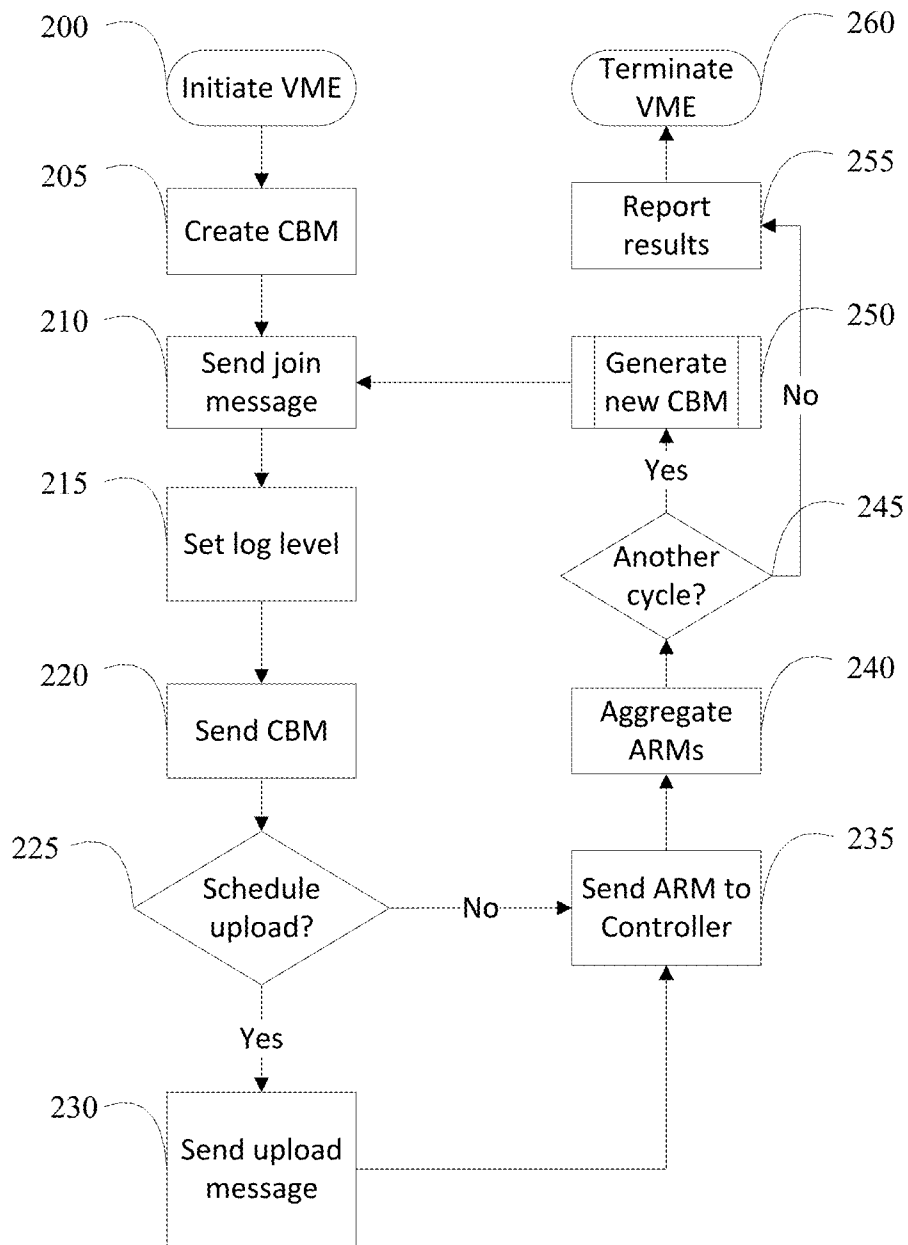 200
Initiate VME
205
Create CBM
210
Send join
message
215
Set log level
220
Send CBM
225
Schedule
upload?
No
Yes
230
Send upload
message
260
Terminate
VME
255
Report
results
250
Generate
new CBM
No
Yes
245
Another
cycle?
240
Aggregate
ARMs
235
Send ARM to
Controller